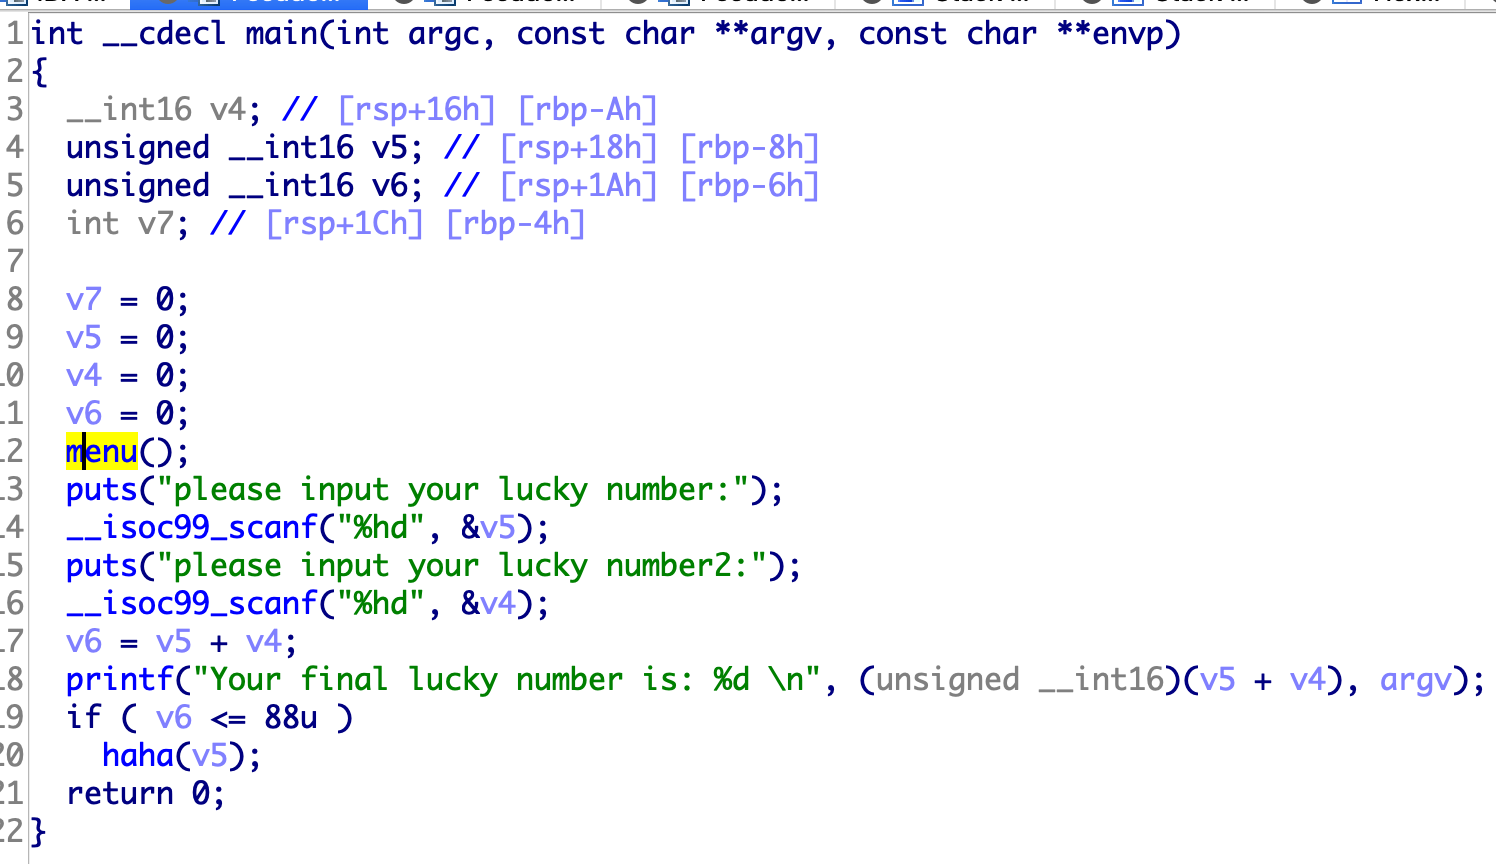 1 int __cdecl main(int argc, const char **argv, const char **envp)
2 {
3   __int16 v4; // [rsp+16h] [rbp-Ah]
4   unsigned __int16 v5; // [rsp+18h] [rbp-8h]
5   unsigned __int16 v6; // [rsp+1Ah] [rbp-6h]
6   int v7; // [rsp+1Ch] [rbp-4h]
7
8   v7 = 0;
9   v5 = 0;
10   v4 = 0;
11   v6 = 0;
12   menu();
13   puts("please input your lucky number:");
14   __isoc99_scanf("%hd", &v5);
15   puts("please input your lucky number2:");
16   __isoc99_scanf("%hd", &v4);
17   v6 = v5 + v4;
18   printf("Your final lucky number is: %d \n", (unsigned __int16)(v5 + v4), argv);
19   if ( v6 <= 88u )
20     haha(v5);
21   return 0;
22 }